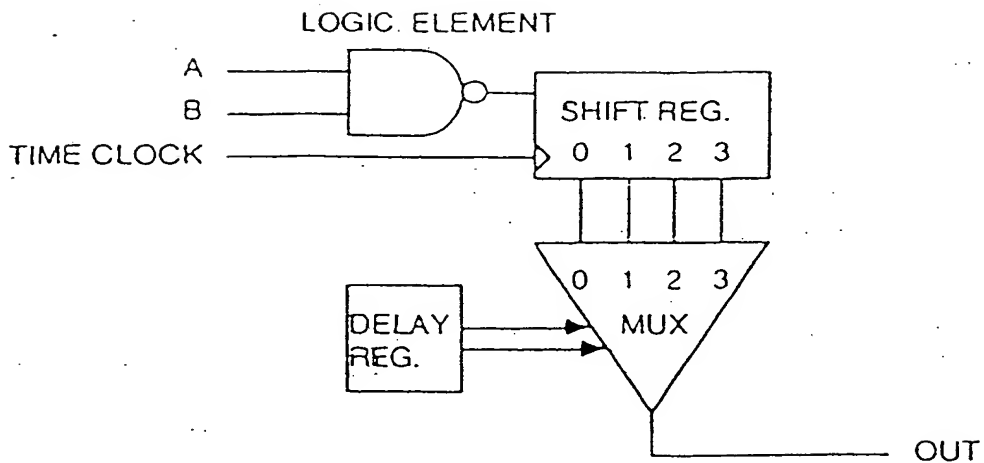 LOGIC ELEMENT
A
B
TIME CLOCK
SHIFT REG.
0 1 2 3
0 1 2 3
MUX
DELAY
REG.
OUT